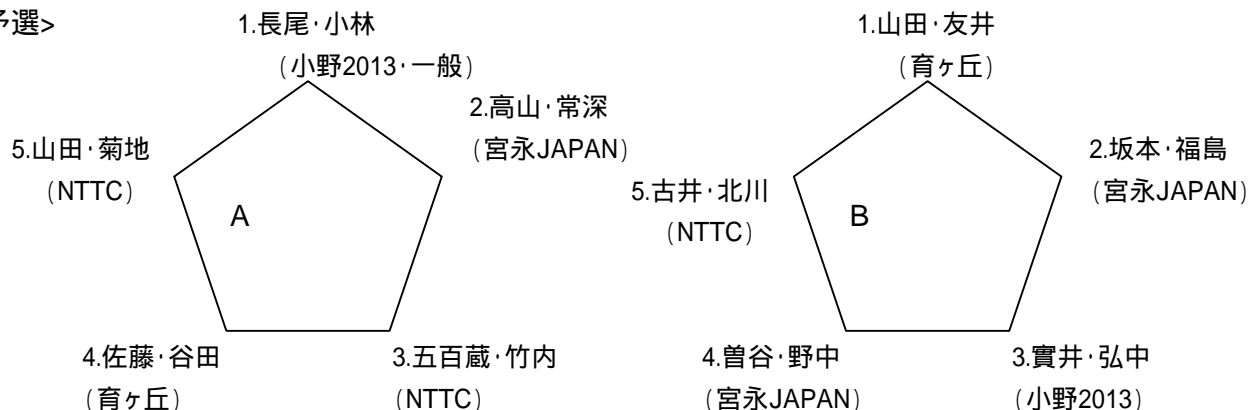 予選>
1.長尾・小林
(小野2013・一般)
2.高山・常深
(宮永JAPAN)
5.山田・菊地
(NTTC)
A
4.佐藤・谷田
(育ヶ丘)
3.五百蔵・竹内
(NTTC)
1.山田・友井
(育ヶ丘)
2.坂本・福島
(宮永JAPAN)
5.古井・北川
(NTTC)
B
4.曽谷・野中
(宮永JAPAN)
3.實井・弘中
(小野2013)